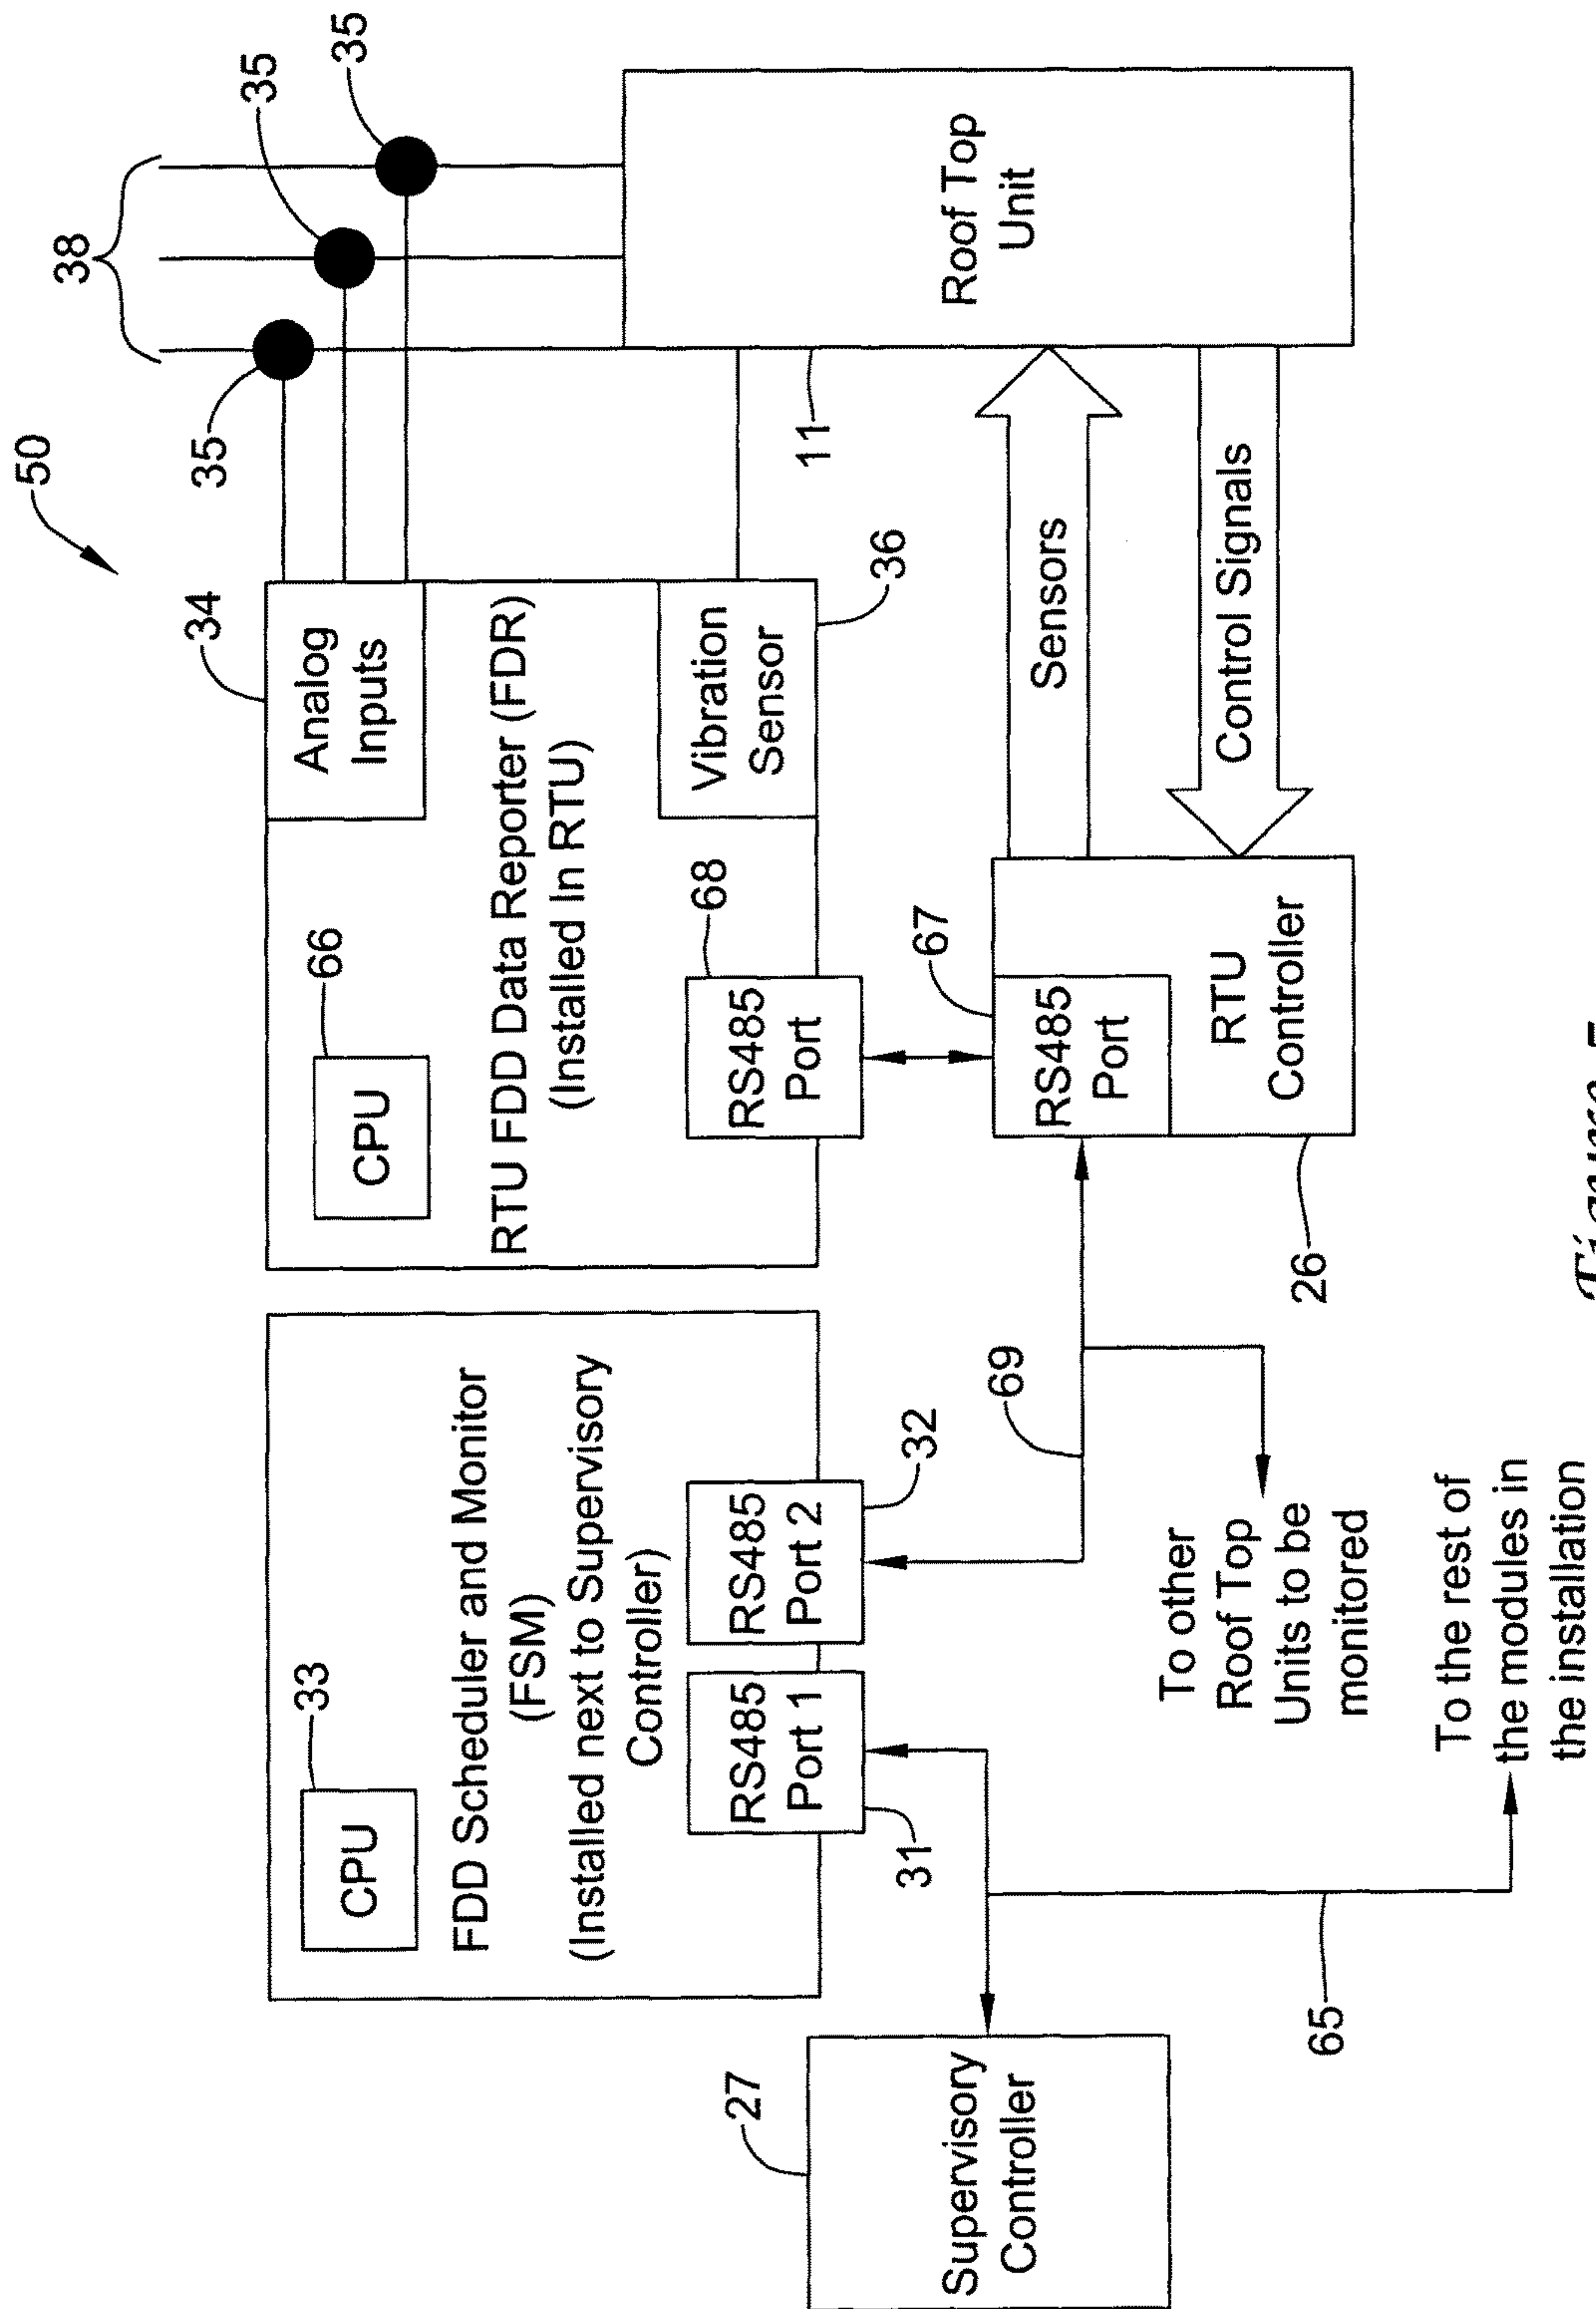 50
38
35
35
35
34
Analog
Inputs
66
CPU
RTU FDD Data Reporter (FDR)
(Installed In RTU)
Vibration
Sensor
36
68
RS485
Port
11
Roof Top
Unit
33
CPU
FDD Scheduler and Monitor
(FSM)
(Installed next to Supervisory
Controller)
RS485
Port 1
31
RS485
Port 2
32
67
RS485
Port
RTU
Controller
26
Sensors
Control Signals
69
27
Supervisory
Controller
To other
Roof Top
Units to be
monitored
65
To the rest of
the modules in
the installation